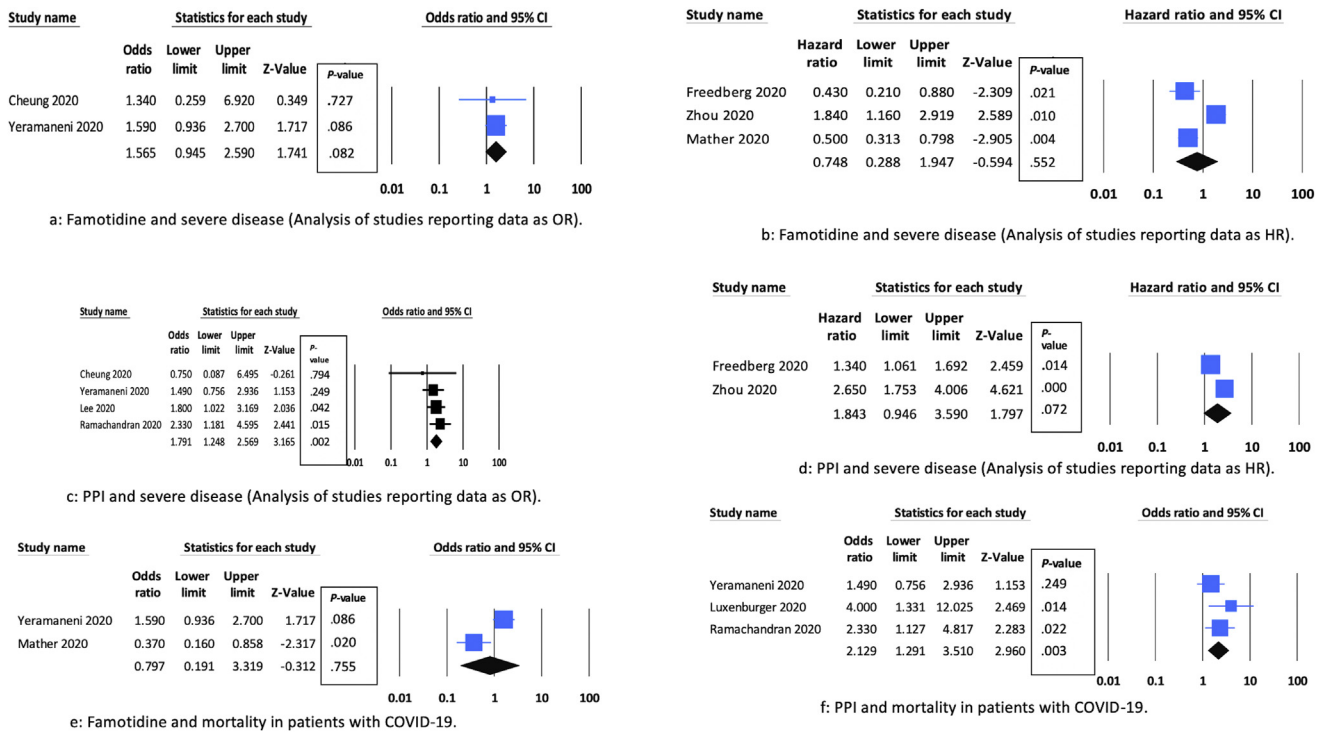 Study name Statistics for each study Odds ratio and 95% CI
Odds ratio Lower limit Upper limit Z-Value P-value
Cheung 2020 1.340 0.259 6.920 0.349 .727
Yeramaneni 2020 1.590 0.936 2.700 1.717 .086
1.565 0.945 2.590 1.741 .082
0.01 0.1 1 10 100
a: Famotidine and severe disease (Analysis of studies reporting data as OR).
Study name Statistics for each study Hazard ratio and 95% CI
Hazard ratio Lower limit Upper limit Z-Value P-value
Freedberg 2020 0.430 0.210 0.880 -2.309 .021
Zhou 2020 1.840 1.160 2.919 2.589 .010
Mather 2020 0.500 0.313 0.798 -2.905 .004
0.748 0.288 1.947 -0.594 .552
0.01 0.1 1 10 100
b: Famotidine and severe disease (Analysis of studies reporting data as HR).
Study name Statistics for each study Odds ratio and 95% CI
Odds ratio Lower limit Upper limit Z-Value P-value
Cheung 2020 0.750 0.087 6.495 -0.261 .794
Yeramaneni 2020 1.490 0.756 2.936 1.153 .249
Lee 2020 1.800 1.022 3.169 2.036 .042
Ramachandran 2020 2.330 1.181 4.595 2.441 .015
1.791 1.248 2.569 3.165 .002
0.01 0.1 1 10 100
c: PPI and severe disease (Analysis of studies reporting data as OR).
Study name Statistics for each study Hazard ratio and 95% CI
Hazard ratio Lower limit Upper limit Z-Value P-value
Freedberg 2020 1.340 1.061 1.692 2.459 .014
Zhou 2020 2.650 1.753 4.006 4.621 .000
1.843 0.946 3.590 1.797 .072
0.01 0.1 1 10 100
d: PPI and severe disease (Analysis of studies reporting data as HR).
Study name Statistics for each study Odds ratio and 95% CI
Odds ratio Lower limit Upper limit Z-Value P-value
Yeramaneni 2020 1.590 0.936 2.700 1.717 .086
Mather 2020 0.370 0.160 0.858 -2.317 .020
0.797 0.191 3.319 -0.312 .755
0.01 0.1 1 10 100
e: Famotidine and mortality in patients with COVID-19.
Study name Statistics for each study Odds ratio and 95% CI
Odds ratio Lower limit Upper limit Z-Value P-value
Yeramaneni 2020 1.490 0.756 2.936 1.153 .249
Luxenburger 2020 4.000 1.331 12.025 2.469 .014
Ramachandran 2020 2.330 1.127 4.817 2.283 .022
2.129 1.291 3.510 2.960 .003
0.01 0.1 1 10 100
f: PPI and mortality in patients with COVID-19.